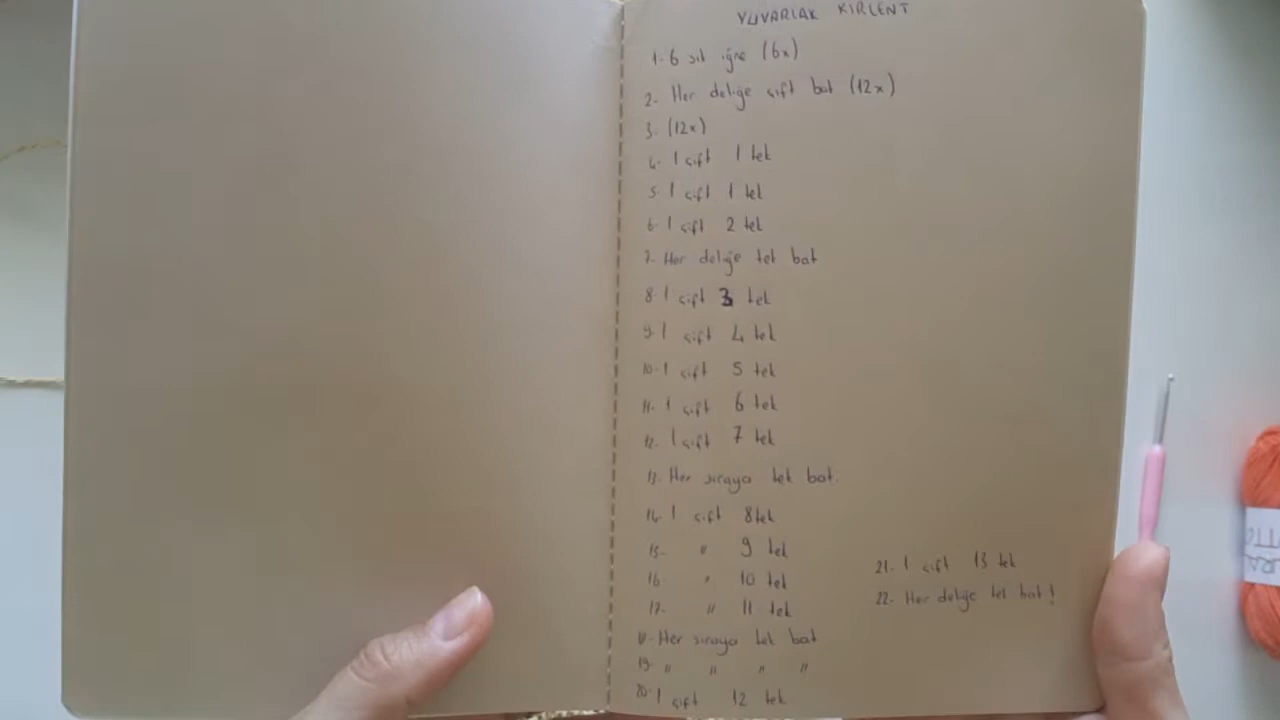 YUVARLAK KIRLENT
1- 6 sık iğne (6x)
2- Her deliğe çift bat (12x)
3- (12x)
4- 1 çift 1 tek
5- 1 çift 1 tek
6- 1 çift 2 tek
7- Her deliğe tek bat
8- 1 çift 3 tek
9- 1 çift 4 tek
10- 1 çift 5 tek
11- 1 çift 6 tek
12- 1 çift 7 tek
13- Her sıraya tek bat.
14- 1 çift 8 tek
15- " 9 tek
16- " 10 tek
17- " 11 tek
18- Her sıraya tek bat
19- " " " "
20- 1 çift 12 tek
21- 1 çift 13 tek
22- Her deliğe tek bat!